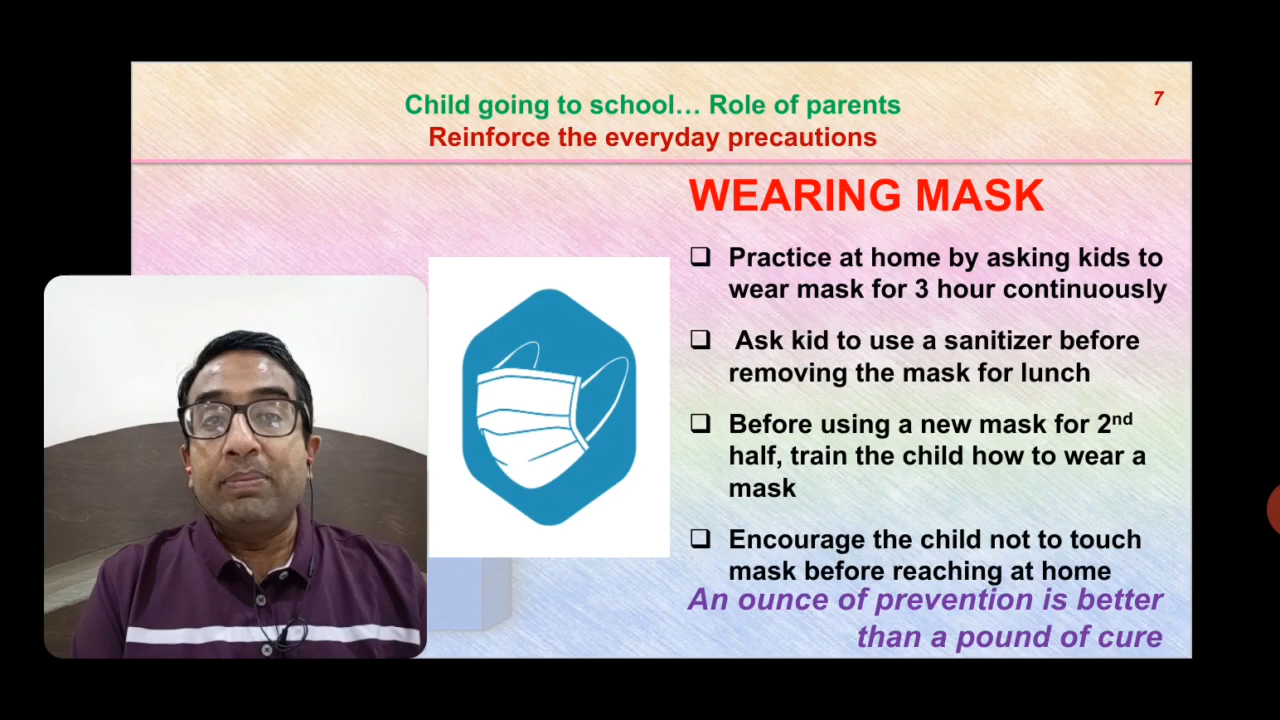 Child going to school… Role of parents
Reinforce the everyday precautions
7
WEARING MASK
❑ Practice at home by asking kids to
wear mask for 3 hour continuously
❑ Ask kid to use a sanitizer before
removing the mask for lunch
❑ Before using a new mask for 2nd
half, train the child how to wear a
mask
❑ Encourage the child not to touch
mask before reaching at home
An ounce of prevention is better
than a pound of cure